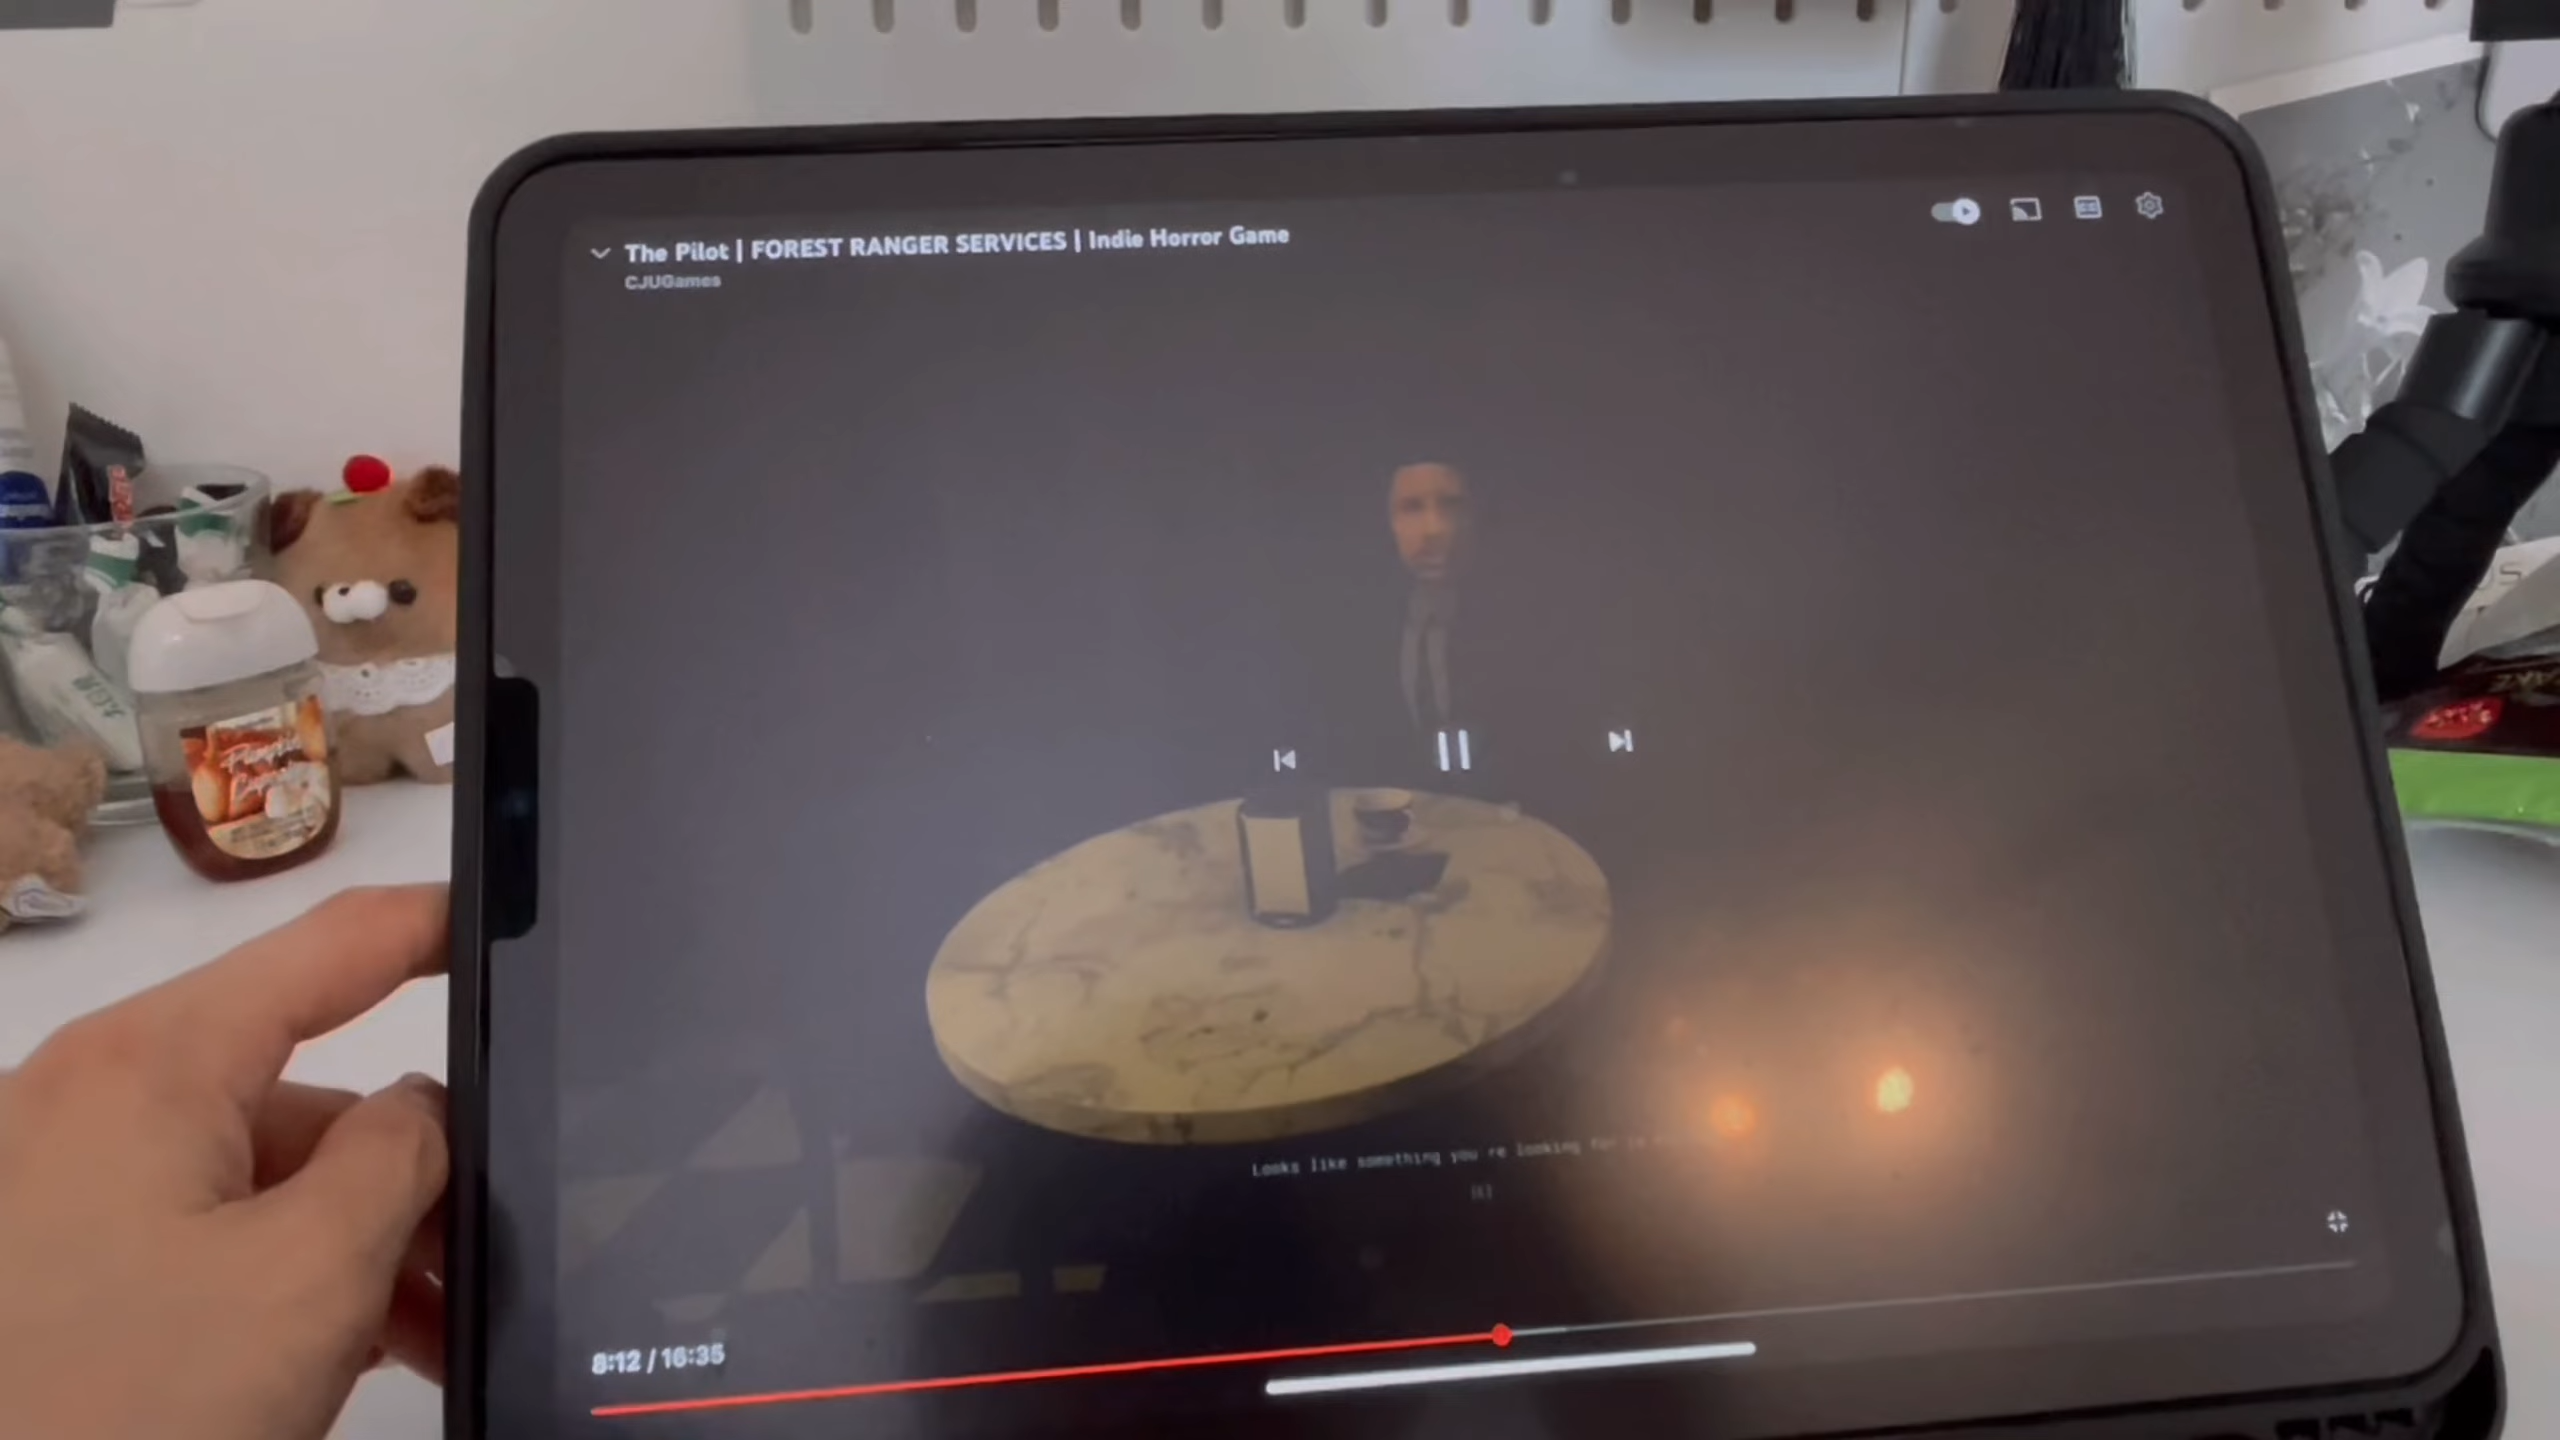 The Pilot | FOREST RANGER SERVICES | Indie Horror Game
CJUGames
Pumpkin
Looks like something you're looking for
[E]
8:12 / 16:35